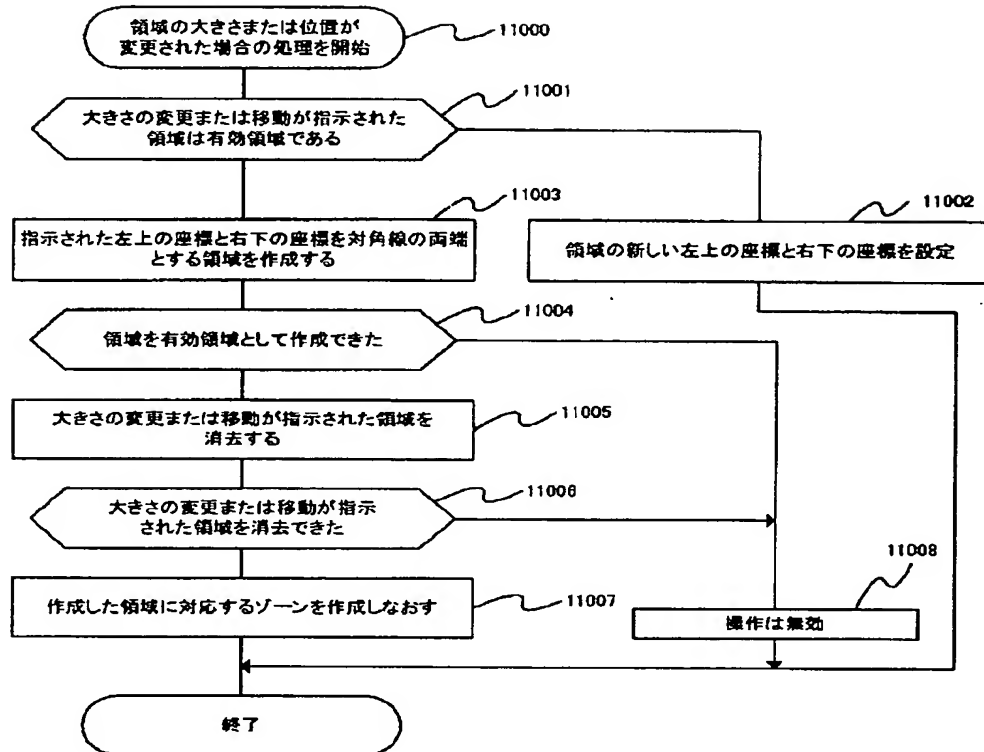 領域の大きさまたは位置が
変更された場合の処理を開始
11000
大きさの変更または移動が指示された
領域は有効領域である
11001
11003
指示された左上の座標と右下の座標を対角線の両端
とする領域を作成する
11002
領域の新しい左上の座標と右下の座標を設定
領域を有効領域として作成できた
11004
大きさの変更または移動が指示された領域を
消去する
11005
大きさの変更または移動が指示
された領域を消去できた
11006
作成した領域に対応するゾーンを作成しなおす
11007
11008
操作は無効
終了